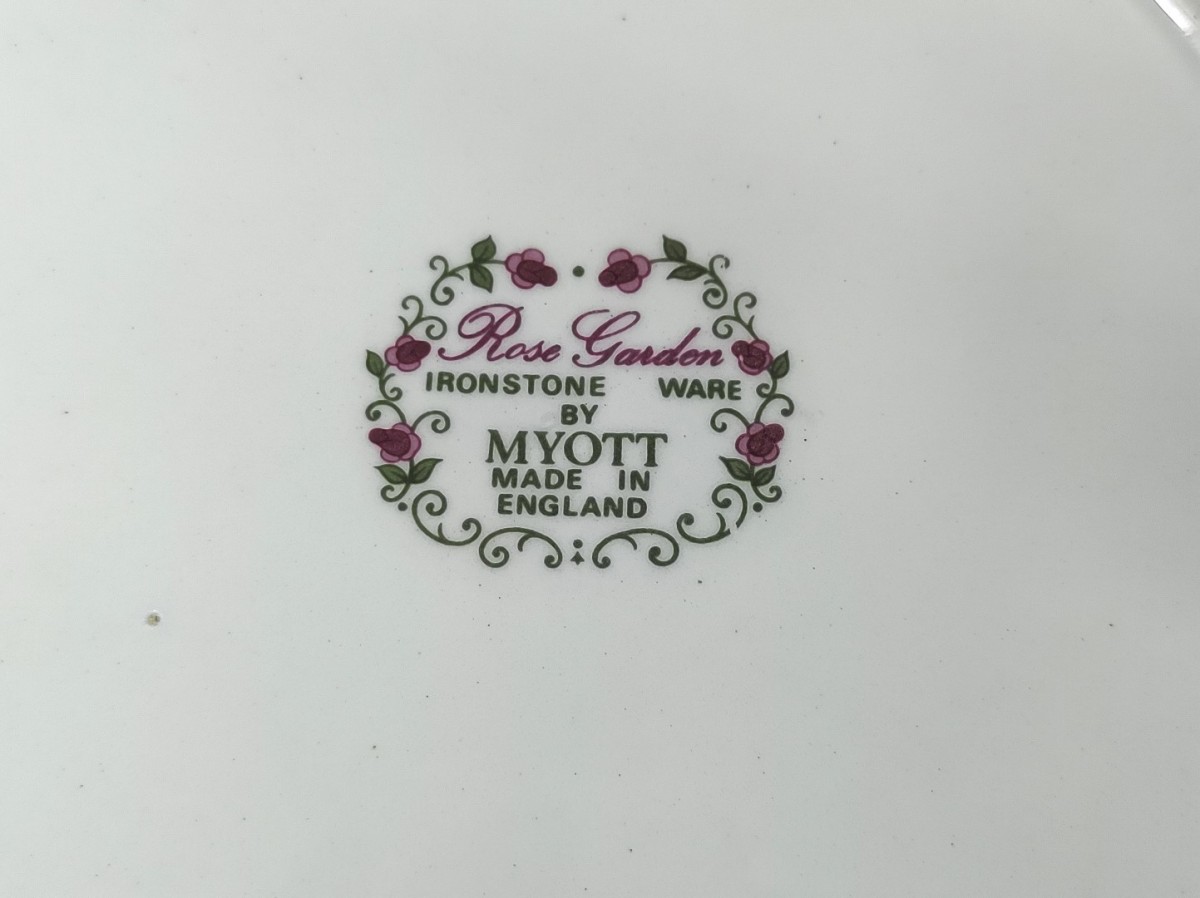 Rose Garden
IRONSTONE WARE
BY
MYOTT
MADE IN
ENGLAND